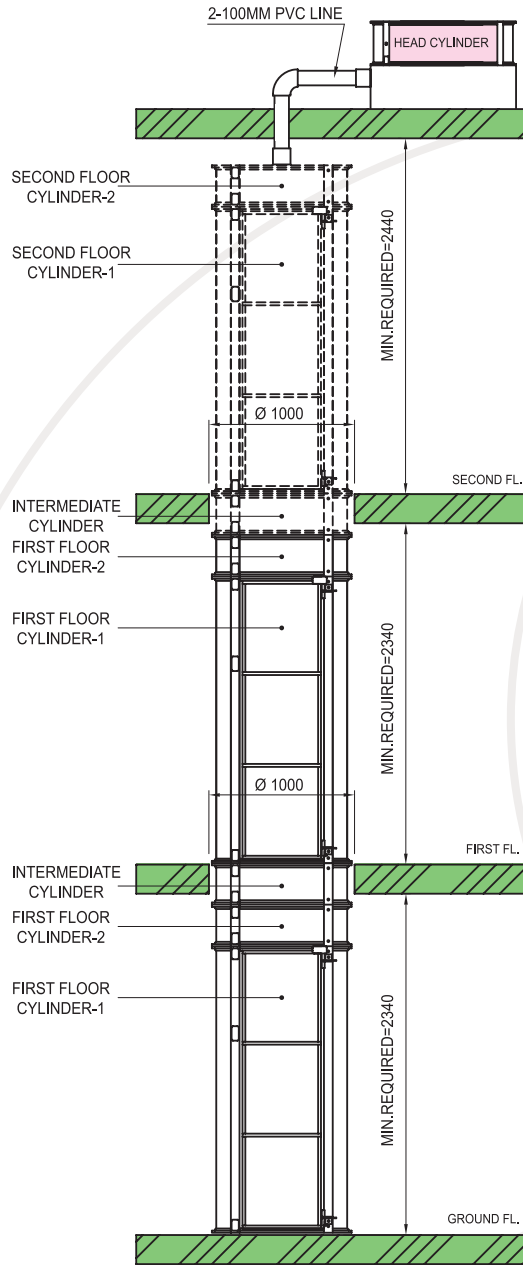 2-100MM PVC LINE
HEAD CYLINDER
SECOND FLOOR
CYLINDER-2
SECOND FLOOR
CYLINDER-1
MIN.REQUIRED=2440
Ø 1000
SECOND FL.
INTERMEDIATE
CYLINDER
FIRST FLOOR
CYLINDER-2
FIRST FLOOR
CYLINDER-1
MIN.REQUIRED=2340
Ø 1000
FIRST FL.
INTERMEDIATE
CYLINDER
FIRST FLOOR
CYLINDER-2
FIRST FLOOR
CYLINDER-1
MIN.REQUIRED=2340
GROUND FL.